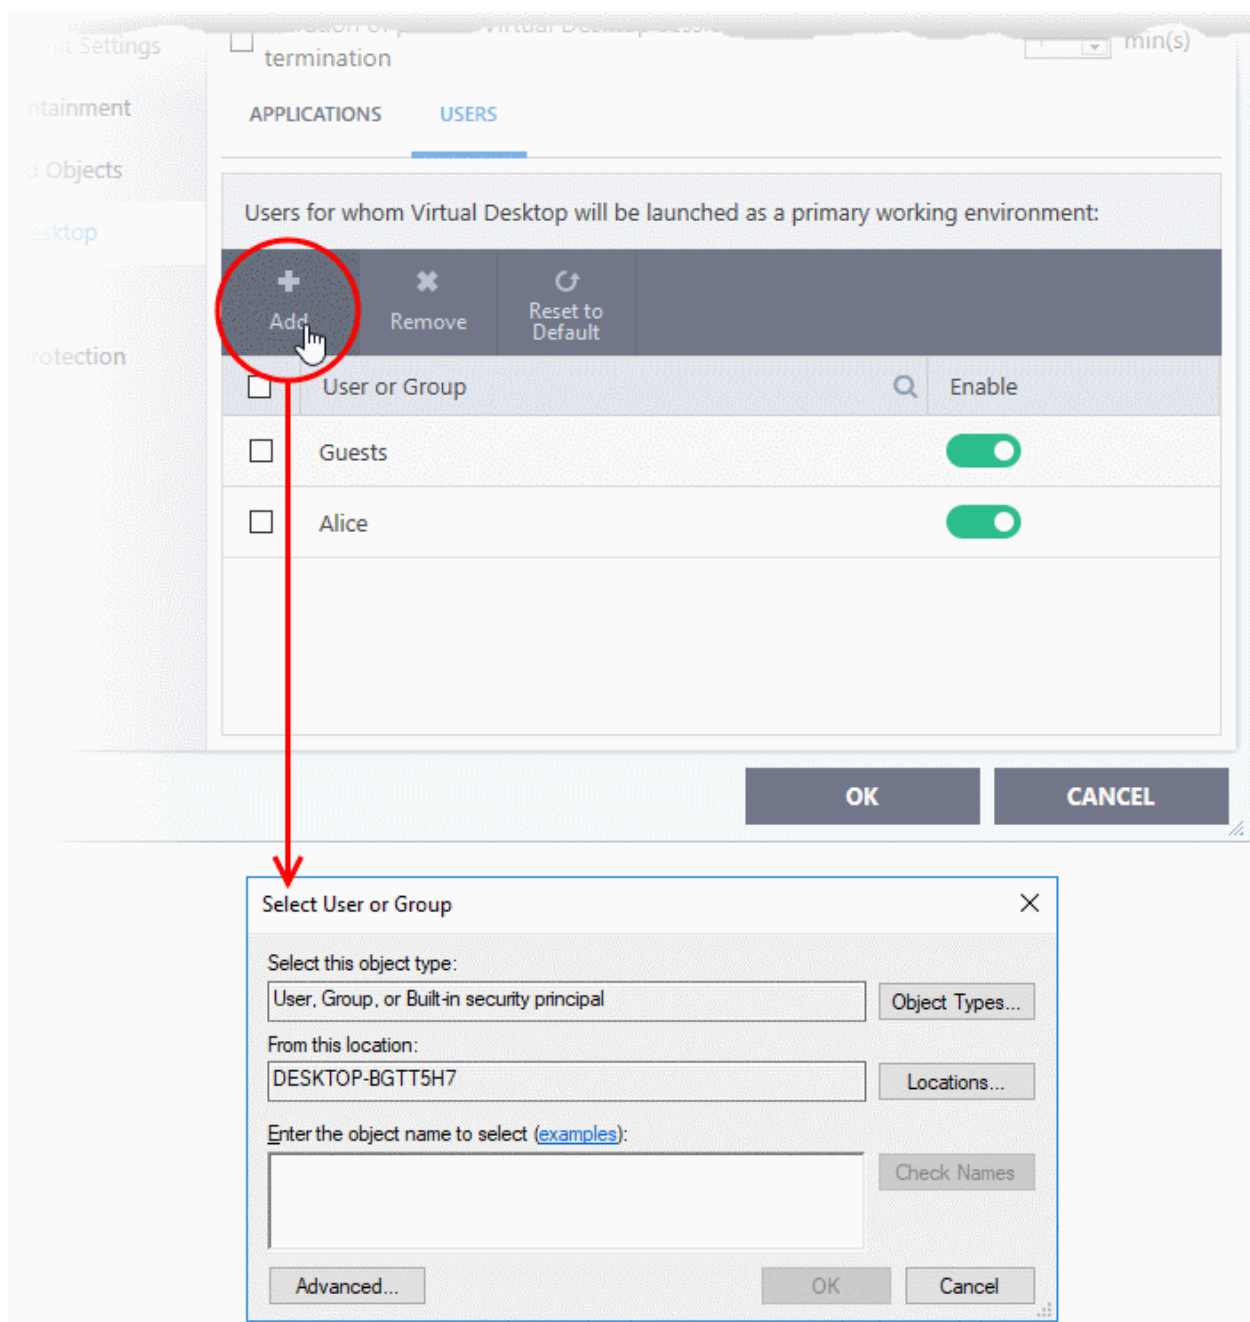 Settings
min(s)
termination
APPLICATIONS USERS
Objects
Users for whom Virtual Desktop will be launched as a primary working environment:
Add Remove Reset to
Default
User or Group Enable
Guests
Alice
OK CANCEL
Select User or Group
Select this object type:
User, Group, or Built-in security principal Object Types...
From this location:
DESKTOP-BGTT5H7 Locations...
Enter the object name to select (examples):
Check Names
Advanced... OK Cancel